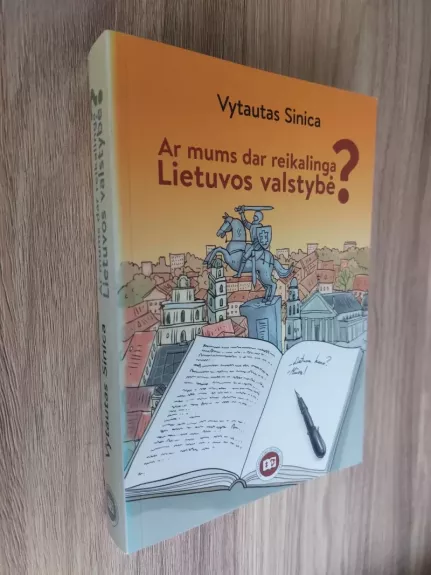 Vytautas Sinica
Ar mums dar reikalinga
Lietuvos valstybė?
Vytautas Sinica
Ar mums dar reikalinga
Lietuvos valstybė?